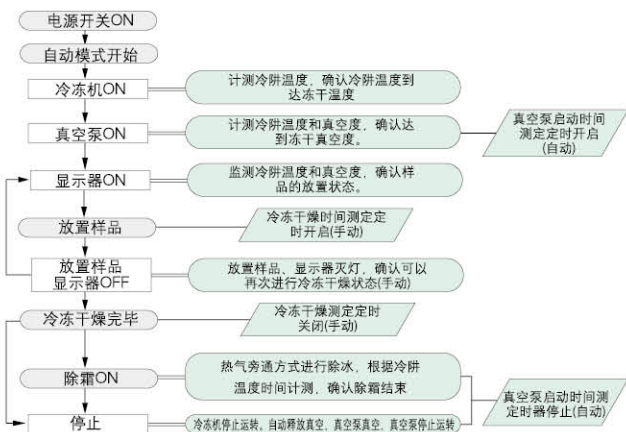 电源开关ON
自动模式开始
冷冻机ON
计测冷阱温度，确认冷阱温度到
达冻干温度
真空泵ON
计测冷阱温度和真空度，确认达
到冻干真空度。
真空泵启动时间
测定定时开启
(自动)
显示器ON
监测冷阱温度和真空度，确认样
品的放置状态。
放置样品
冷冻干燥时间测定定
时开启(手动)
放置样品
显示器OFF
放置样品、显示器灭灯，确认可以
再次进行冷冻干燥状态(手动)
冷冻干燥完毕
冷冻干燥测定定时
关闭(手动)
除霜ON
热气旁通方式进行除冰，根据冷阱
温度时间计测，确认除霜结束
真空泵启动时间测
定时器停止(自动)
停止
冷冻机停止运转、自动释放真空、真空泵真空、真空泵停止运转